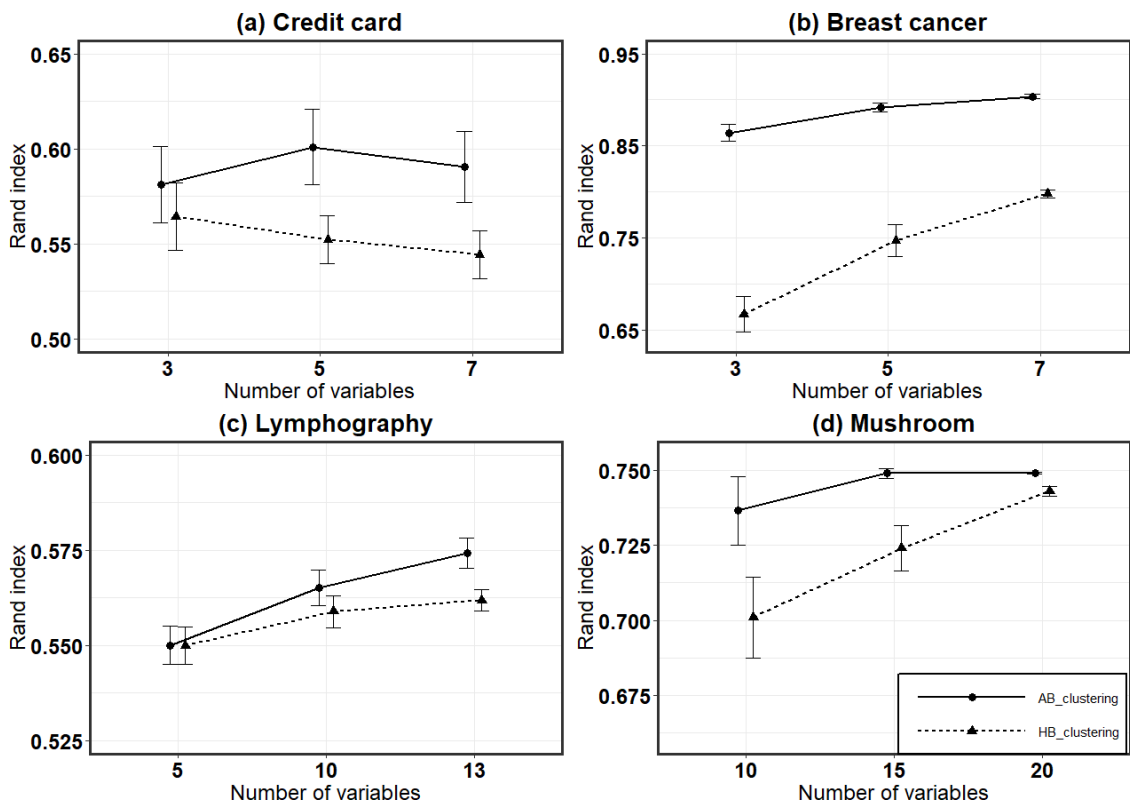 (a) Credit card
0.65
0.60
0.55
0.50
Rand index
3 5 7
Number of variables
(b) Breast cancer
0.95
0.85
0.75
0.65
Rand index
3 5 7
Number of variables
(c) Lymphography
0.600
0.575
0.550
0.525
Rand index
5 10 13
Number of variables
(d) Mushroom
0.750
0.725
0.700
0.675
Rand index
AB_clustering
HB_clustering
10 15 20
Number of variables